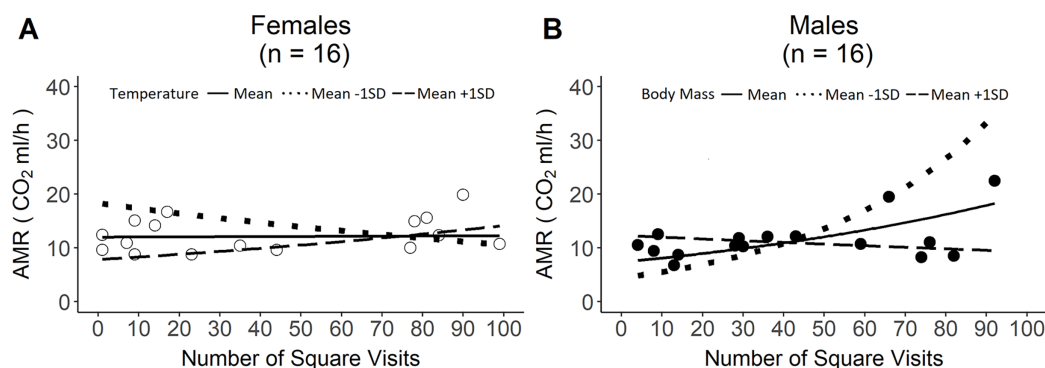 A
Females
(n = 16)
Temperature Mean Mean -1SD Mean +1SD
AMR ( CO₂ ml/h )
40
30
20
10
0
0 10 20 30 40 50 60 70 80 90 100
Number of Square Visits
B
Males
(n = 16)
Body Mass Mean Mean -1SD Mean +1SD
AMR ( CO₂ ml/h )
40
30
20
10
0
0 10 20 30 40 50 60 70 80 90 100
Number of Square Visits